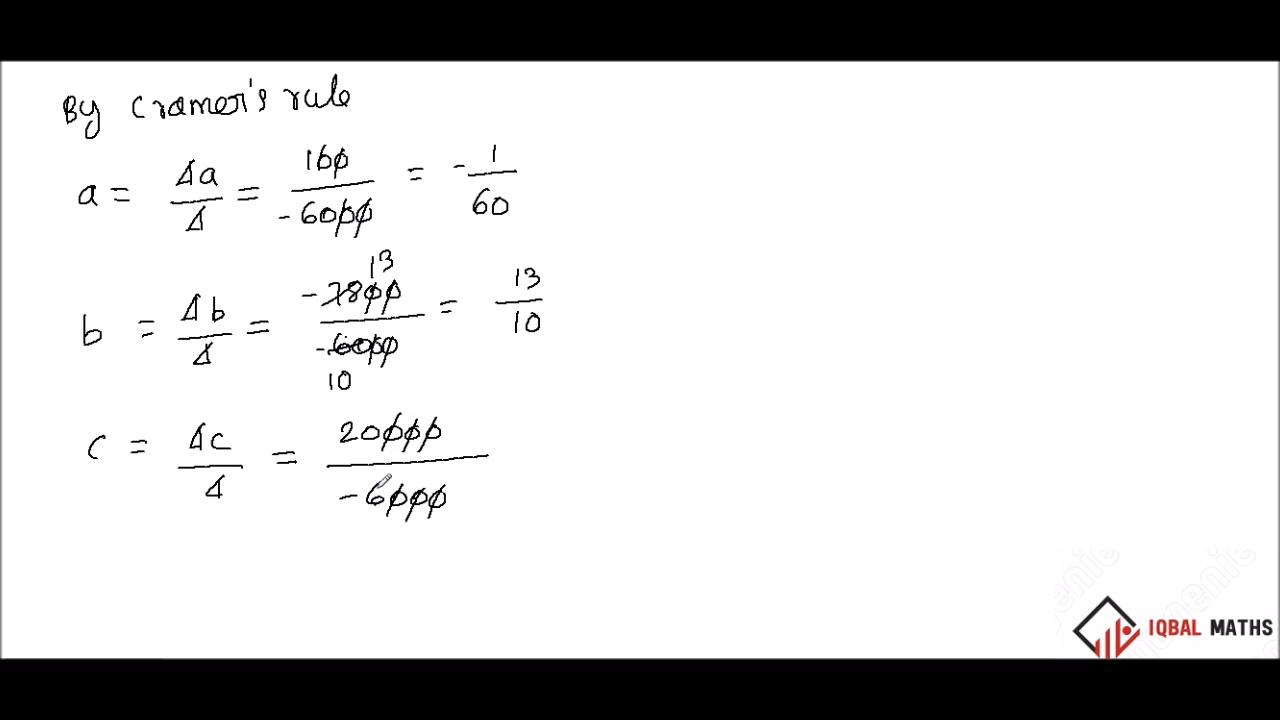 By Cramer's rule
a = Δa/Δ = 100/-6000 = -1/60
b = Δb/Δ = -7800/-6000 = 13/10
13
10
c = Δc/Δ = 20000/-6000
IQBAL MATHS